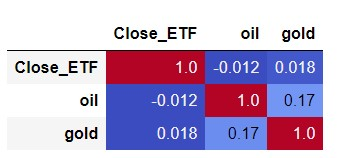 Close_ETF oil gold
Close_ETF 1.0 -0.012 0.018
oil -0.012 1.0 0.17
gold 0.018 0.17 1.0